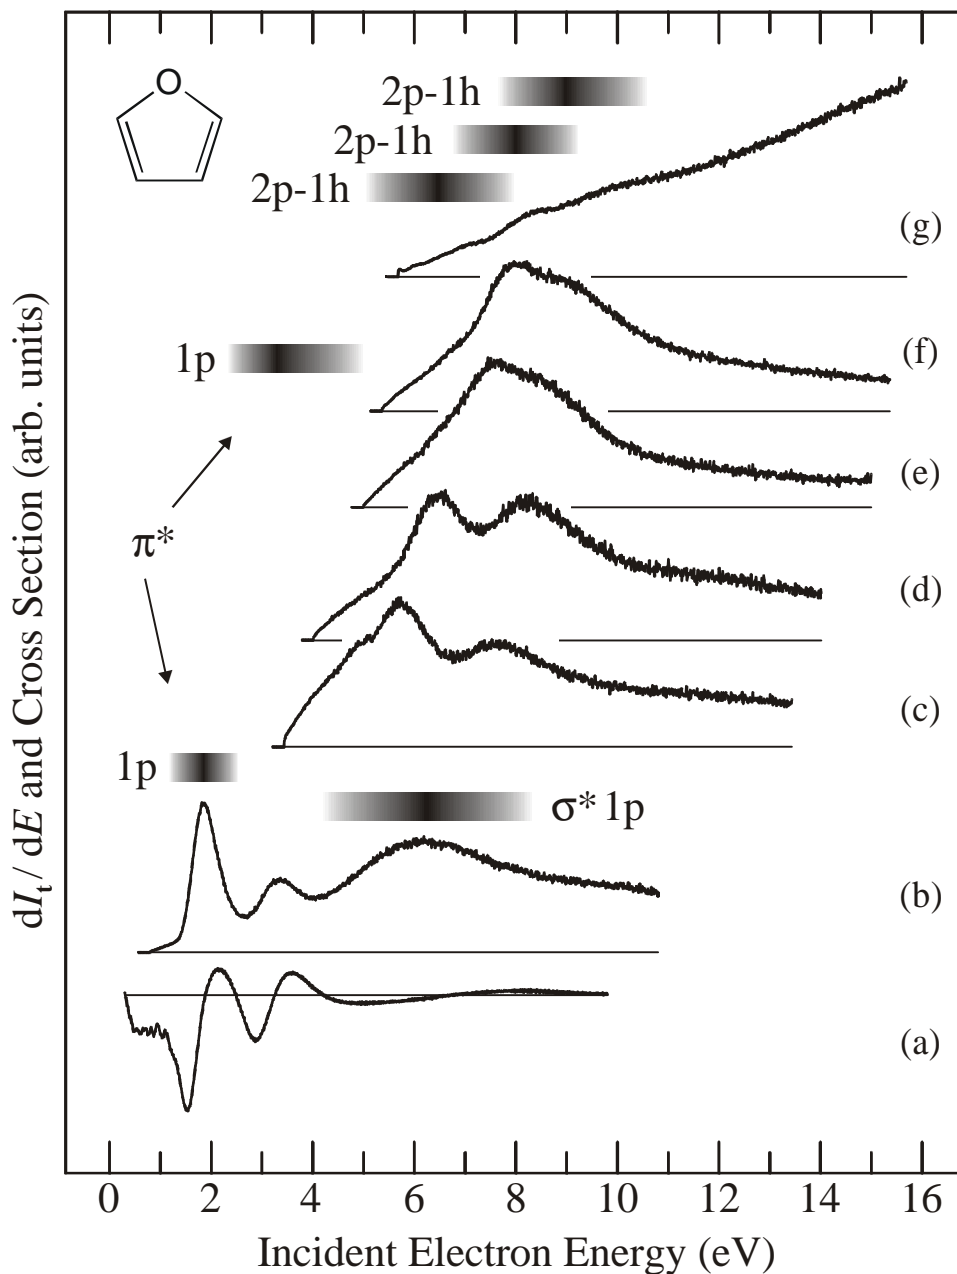 O
2p-1h
2p-1h
2p-1h
(g)
1p
(f)
(e)
π*
(d)
(c)
1p
σ* 1p
(b)
(a)
0 2 4 6 8 10 12 14 16
Incident Electron Energy (eV)
dIt / dE and Cross Section (arb. units)